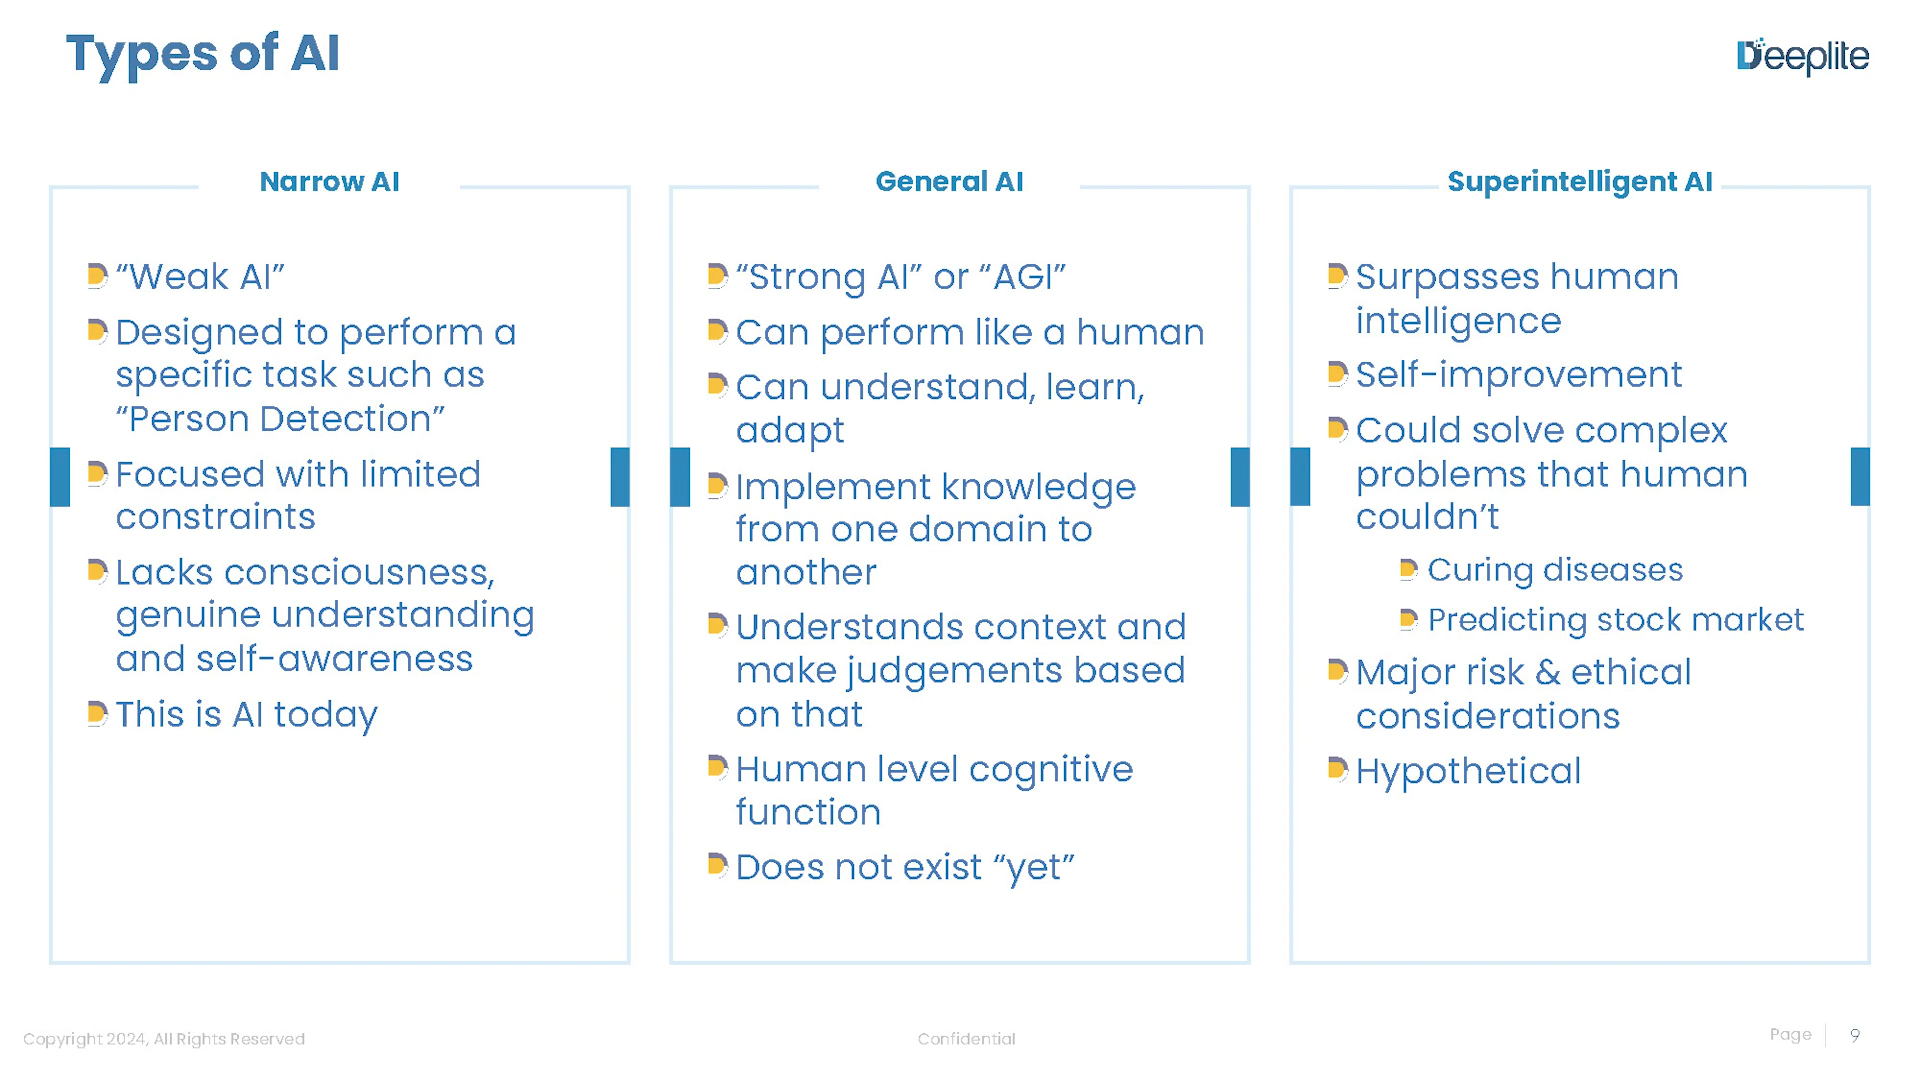 Types of AI
Deeplite
Narrow AI
“Weak AI”
Designed to perform a
specific task such as
“Person Detection”
Focused with limited
constraints
Lacks consciousness,
genuine understanding
and self-awareness
This is AI today
General AI
“Strong AI” or “AGI”
Can perform like a human
Can understand, learn,
adapt
Implement knowledge
from one domain to
another
Understands context and
make judgements based
on that
Human level cognitive
function
Does not exist “yet”
Superintelligent AI
Surpasses human
intelligence
Self-improvement
Could solve complex
problems that human
couldn’t
Curing diseases
Predicting stock market
Major risk & ethical
considerations
Hypothetical
Copyright 2024, All Rights Reserved
Confidential
Page 9